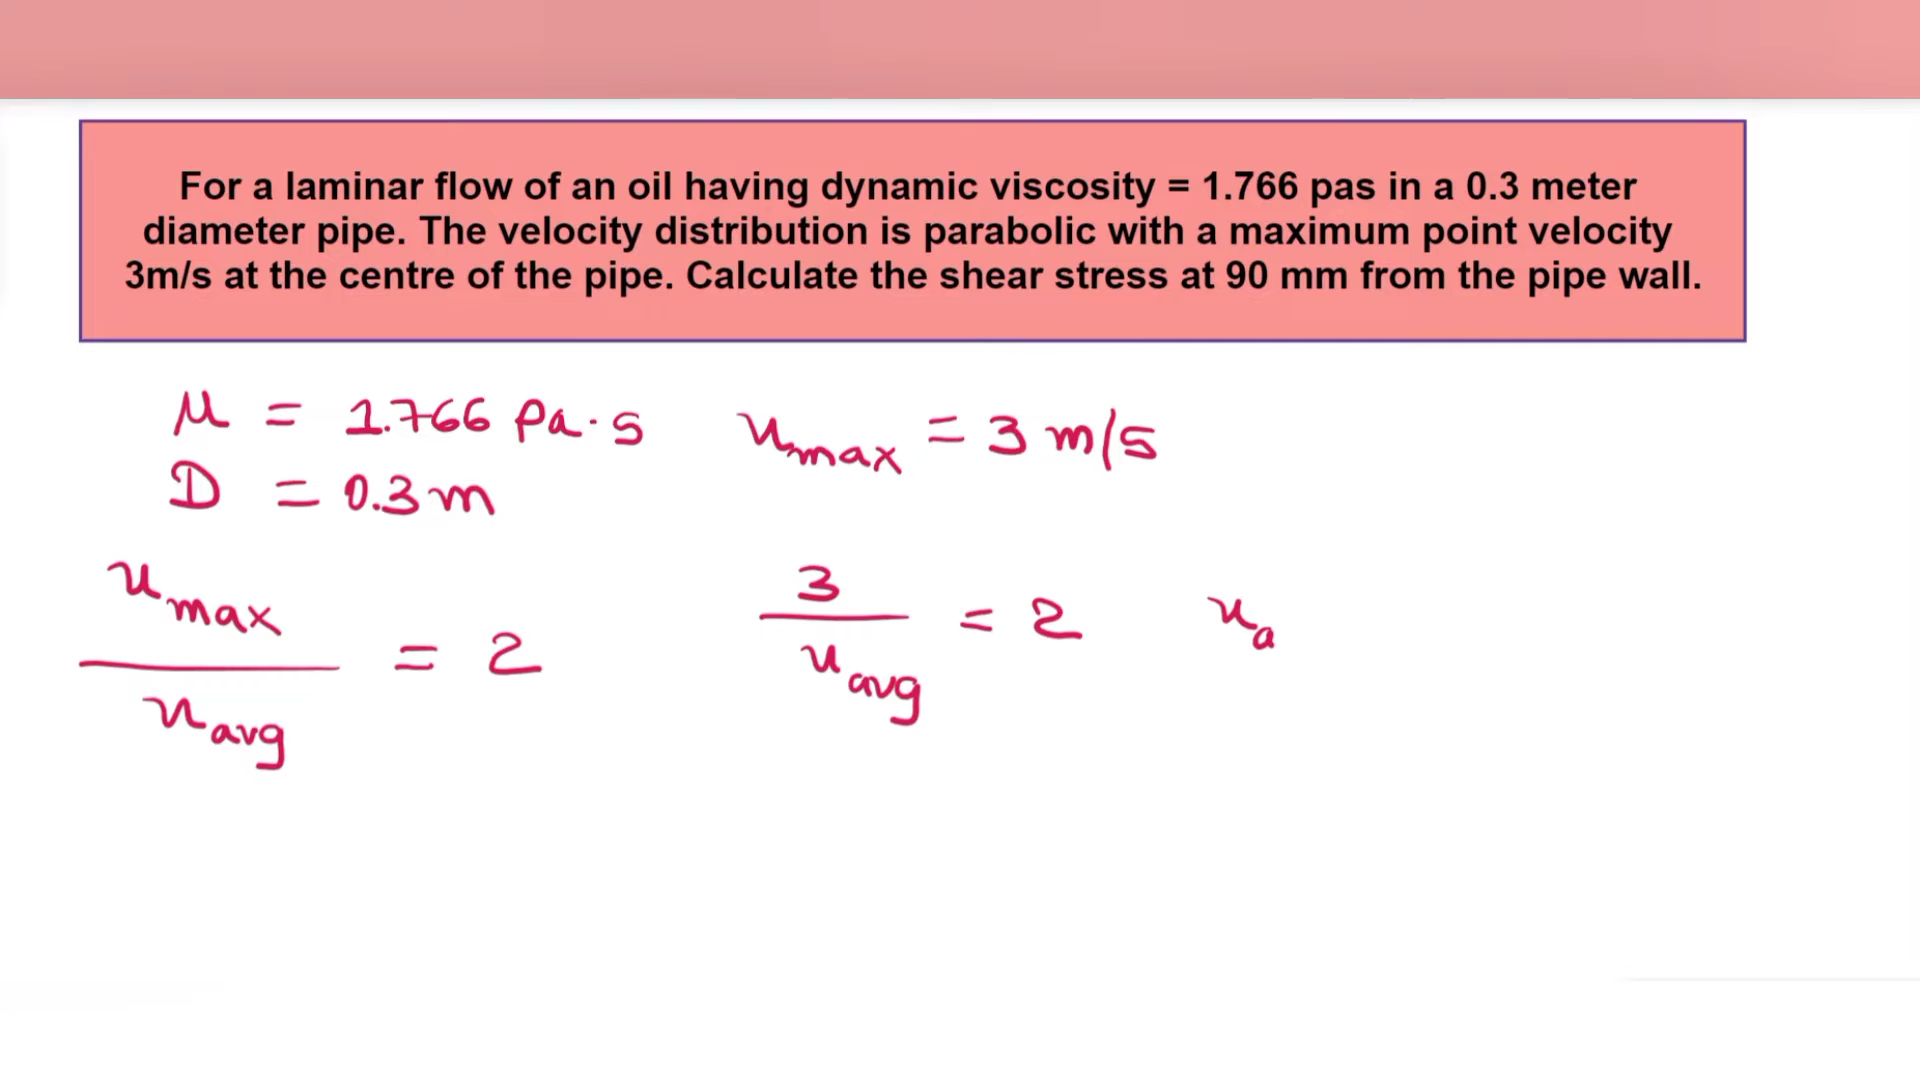 For a laminar flow of an oil having dynamic viscosity = 1.766 pas in a 0.3 meter
diameter pipe. The velocity distribution is parabolic with a maximum point velocity
3m/s at the centre of the pipe. Calculate the shear stress at 90 mm from the pipe wall.
μ = 1.766 Pa·s u_max = 3 m/s
D = 0.3 m
u_max / u_avg = 2 3 / u_avg = 2 u_a